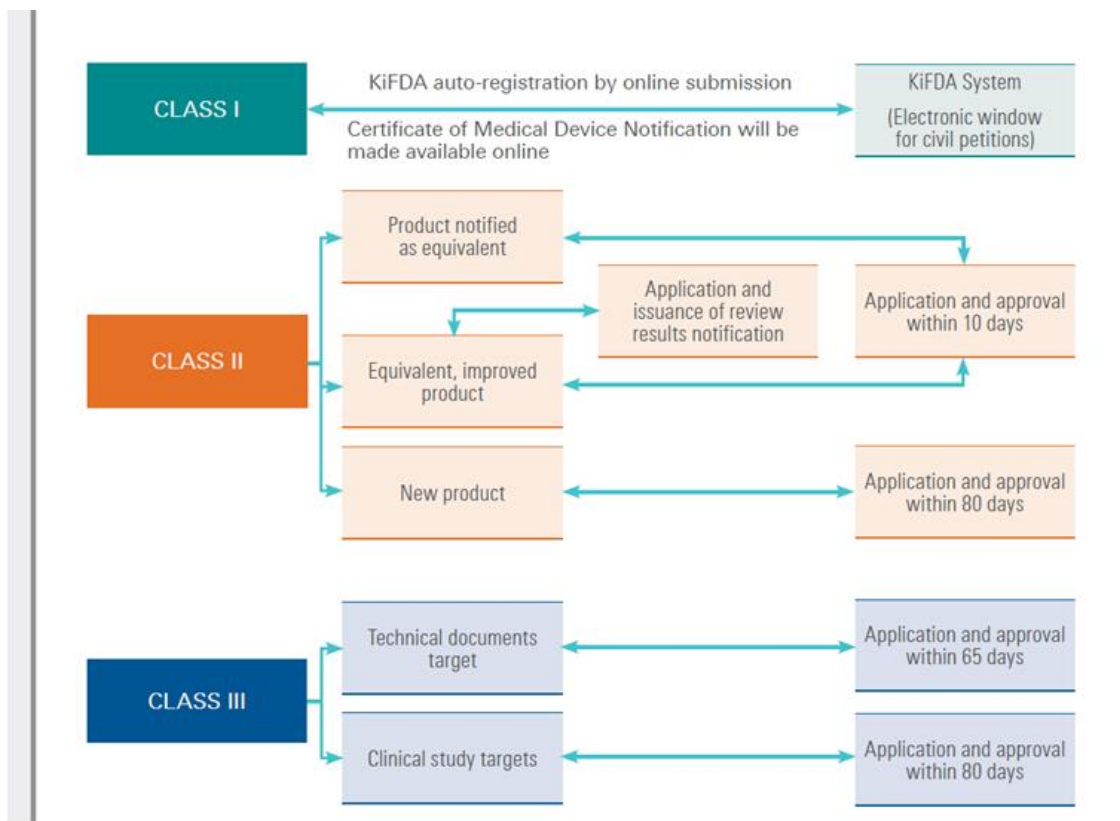 CLASS I
KiFDA auto-registration by online submission
Certificate of Medical Device Notification will be
made available online
KiFDA System
(Electronic window
for civil petitions)
CLASS II
Product notified
as equivalent
Application and
issuance of review
results notification
Application and approval
within 10 days
Equivalent, improved
product
New product
Application and approval
within 80 days
CLASS III
Technical documents
target
Application and approval
within 65 days
Clinical study targets
Application and approval
within 80 days